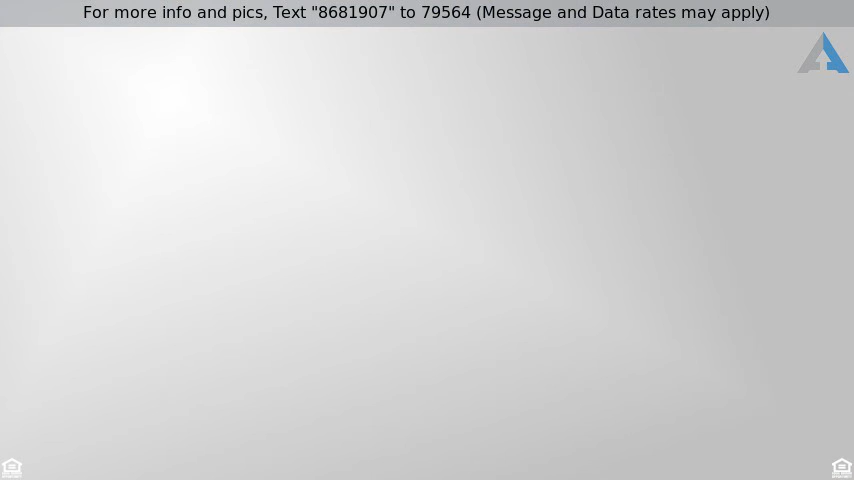 For more info and pics, Text "8681907" to 79564 (Message and Data rates may apply)